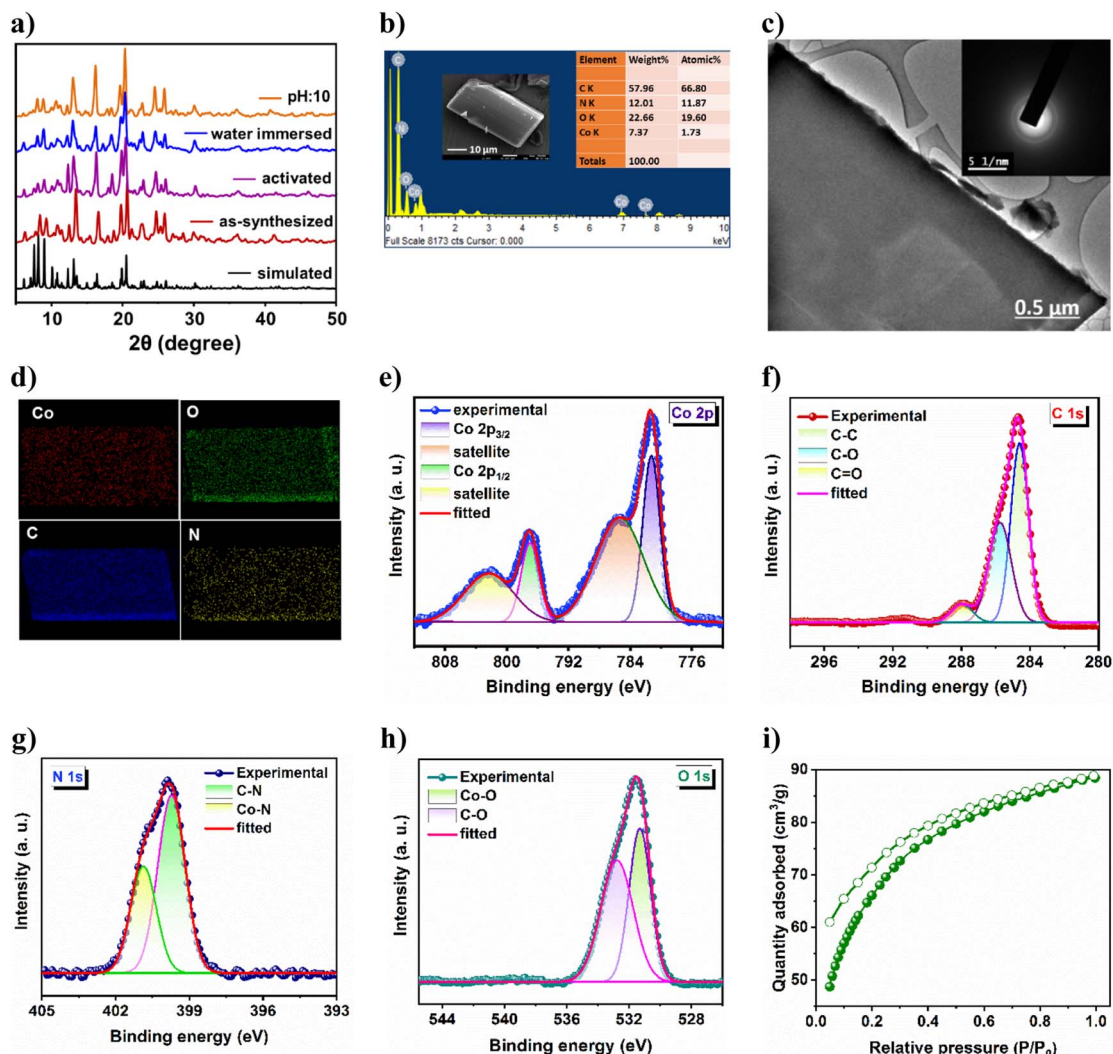 a)
pH:10
water immersed
activated
as-synthesized
simulated
5 10 20 30 40 50
2θ (degree)
b)
C
N
O
Co
Co
Co
10 μm
Element Weight% Atomic%
C K 57.96 66.80
N K 12.01 11.87
O K 22.66 19.60
Co K 7.37 1.73
Totals 100.00
0 1 2 3 4 5 6 7 8 9 10
Full Scale 8173 cts Cursor: 0.000
keV
c)
5 1/nm
0.5 μm
d)
Co
O
C
N
e)
experimental
Co 2p3/2
satellite
Co 2p1/2
satellite
fitted
Co 2p
Intensity (a. u.)
808 800 792 784 776
Binding energy (eV)
f)
Experimental
C-C
C-O
C=O
fitted
C 1s
Intensity (a. u.)
296 292 288 284 280
Binding energy (eV)
g)
N 1s
Experimental
C-N
Co-N
fitted
Intensity (a. u.)
405 402 399 396 393
Binding energy (eV)
h)
Experimental
Co-O
C-O
fitted
O 1s
Intensity (a. u.)
544 540 536 532 528
Binding energy (eV)
i)
Quantity adsorbed (cm³/g)
90
80
70
60
50
0.0 0.2 0.4 0.6 0.8 1.0
Relative pressure (P/P0)